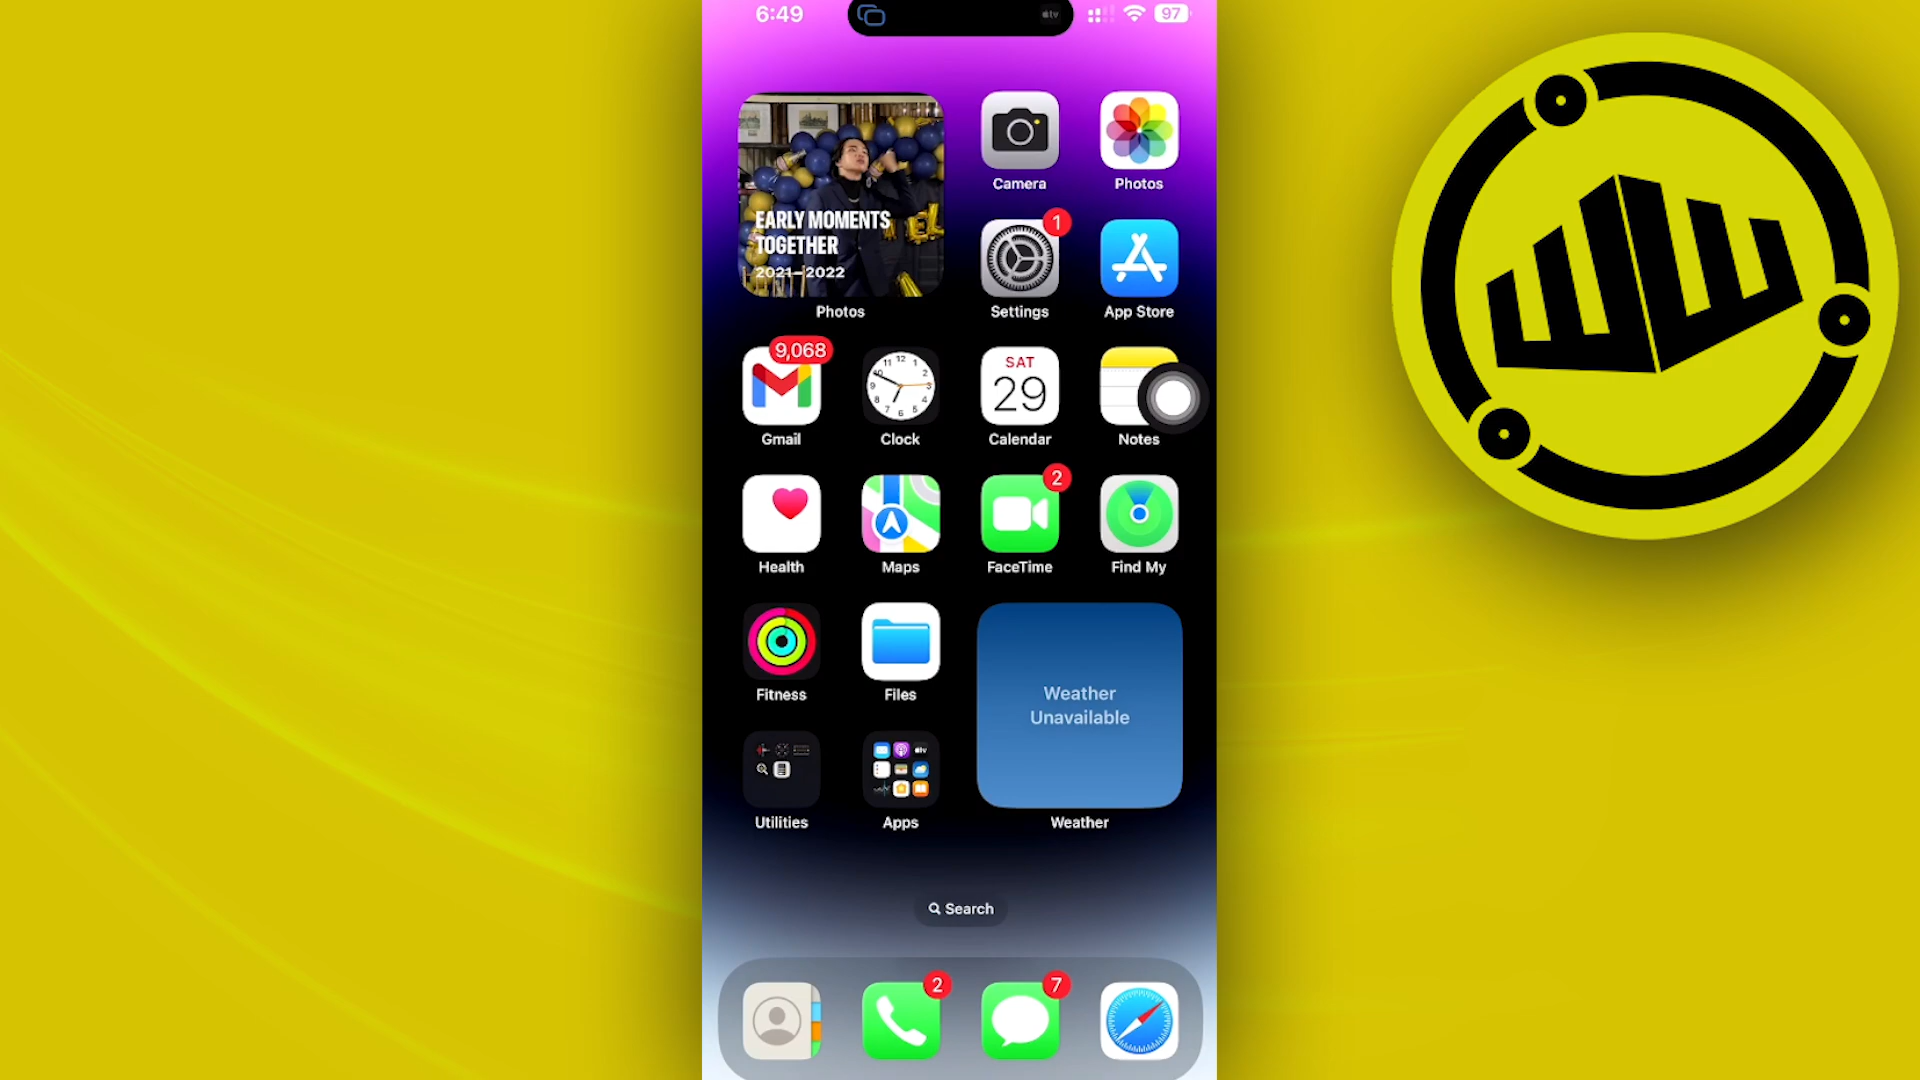 6:49
tv
97
EARLY MOMENTS
TOGETHER
2021–2022
Photos
Camera
Photos
1
Settings
App Store
9,068
Gmail
12
Clock
SAT
29
Calendar
Notes
Health
Maps
2
FaceTime
Find My
Fitness
Files
Weather
Unavailable
Utilities
Apps
Weather
Search
2
7